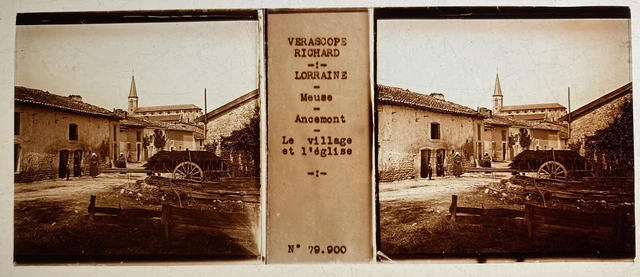 VERASCOPE
RICHARD
-:-
LORRAINE
-
Meuse
-
Ancemont
-
Le village
et l'église
-:-
N° 79.900